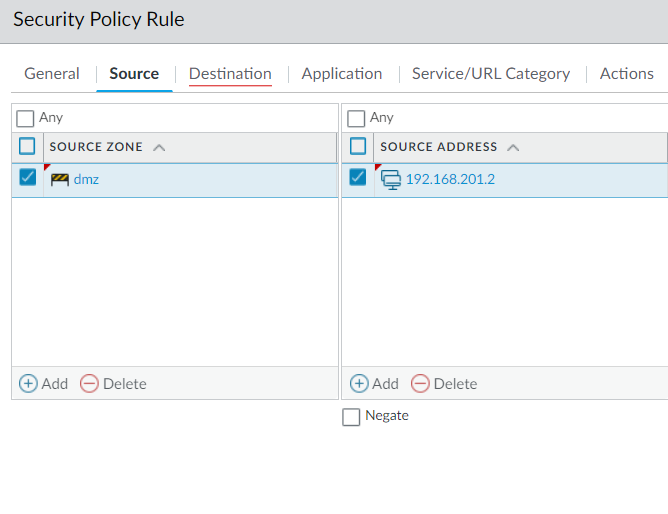 Security Policy Rule
General Source Destination Application Service/URL Category Actions
Any Any
SOURCE ZONE SOURCE ADDRESS
dmz 192.168.201.2
Add Delete Add Delete
Negate